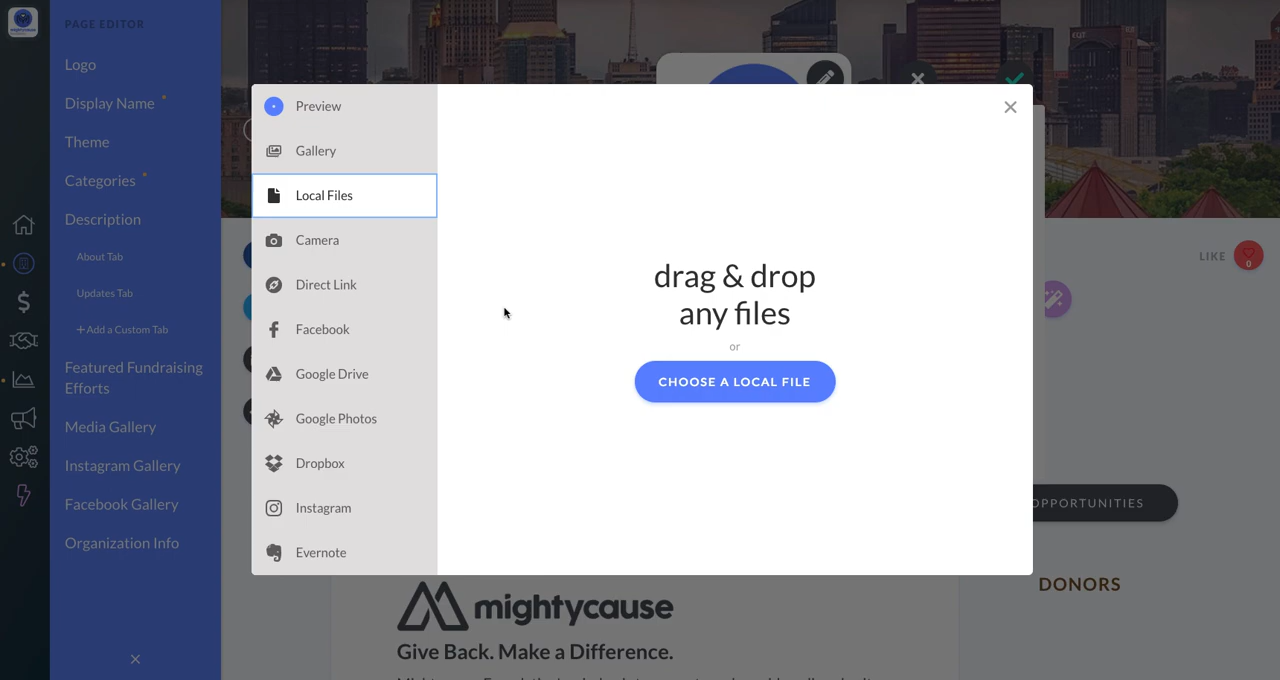 PAGE EDITOR
Logo
Display Name
Theme
Categories
Description
About Tab
Updates Tab
+Add a Custom Tab
Featured Fundraising
Efforts
Media Gallery
Instagram Gallery
Facebook Gallery
Organization Info
Preview
Gallery
Local Files
Camera
Direct Link
Facebook
Google Drive
Google Photos
Dropbox
Instagram
Evernote
drag & drop
any files
or
CHOOSE A LOCAL FILE
LIKE
0
OPPORTUNITIES
DONORS
mightycause
Give Back. Make a Difference.